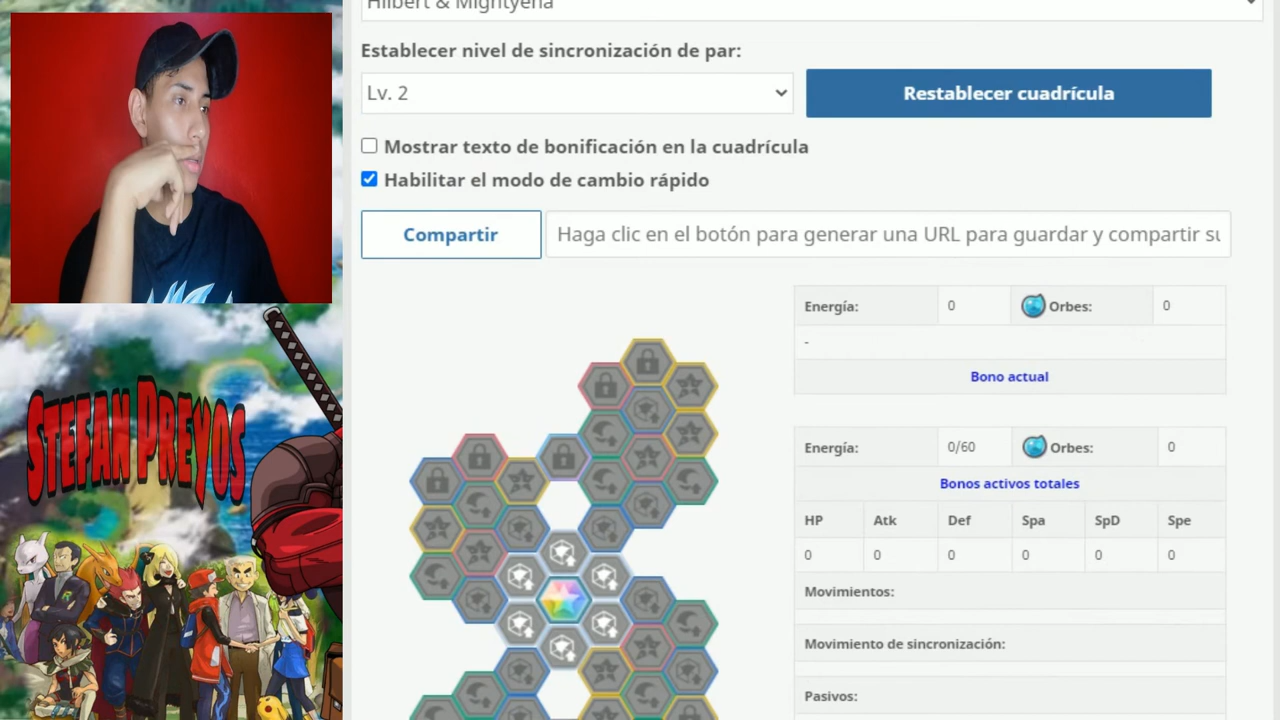 Hilbert & Mightyena
Establecer nivel de sincronización de par:
Lv. 2
Restablecer cuadrícula
Mostrar texto de bonificación en la cuadrícula
Habilitar el modo de cambio rápido
Compartir
Haga clic en el botón para generar una URL para guardar y compartir su
Energía: 0 Orbes: 0
-
Bono actual
Energía: 0/60 Orbes: 0
Bonos activos totales
HP Atk Def Spa SpD Spe
0 0 0 0 0 0
Movimientos:
Movimiento de sincronización:
Pasivos:
STEFAN PREYOS